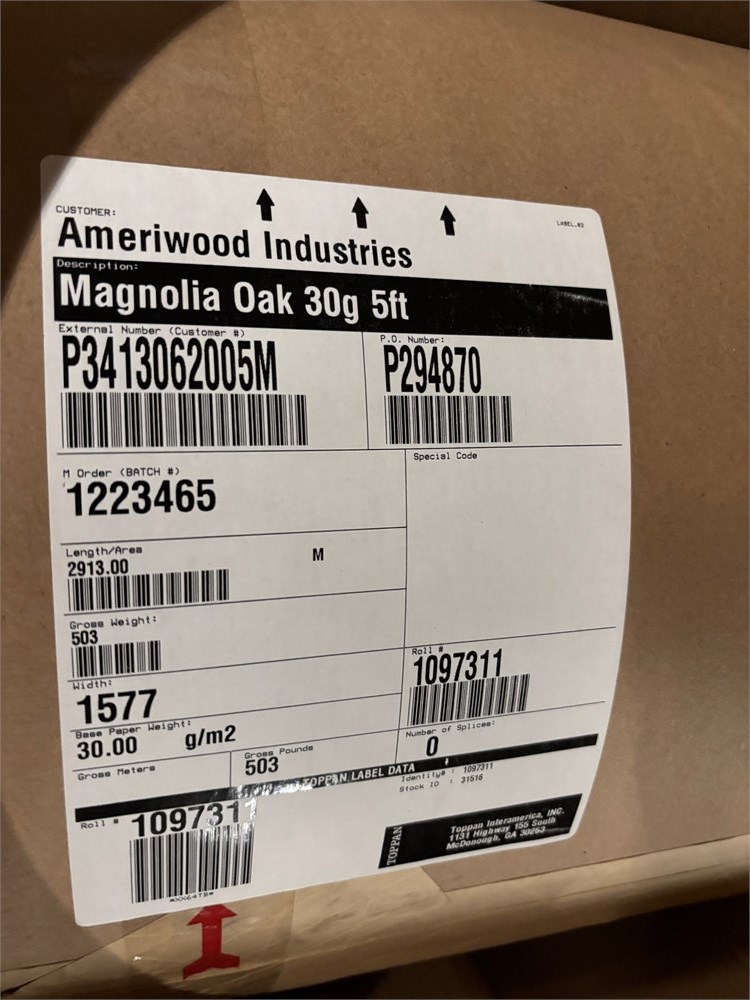 LABEL.02
CUSTOMER:
Ameriwood Industries
Description:
Magnolia Oak 30g 5ft
External Number (Customer #)
P3413062005M
P.O. Number:
P294870
M Order (BATCH #)
1223465
Special Code
Length/Area
2913.00
M
Gross Weight:
503
Width:
1577
Roll #
1097311
Base Paper Weight:
30.00 g/m2
Number of Splices:
0
Gross Meters
Gross Pounds
503
TOPPAN LABEL DATA
Identity# : 1097311
Stock ID : 31516
Roll #
1097311
TOPPAN
Toppan Interamerica, INC.
1131 Highway 155 South
McDonough, GA 30253